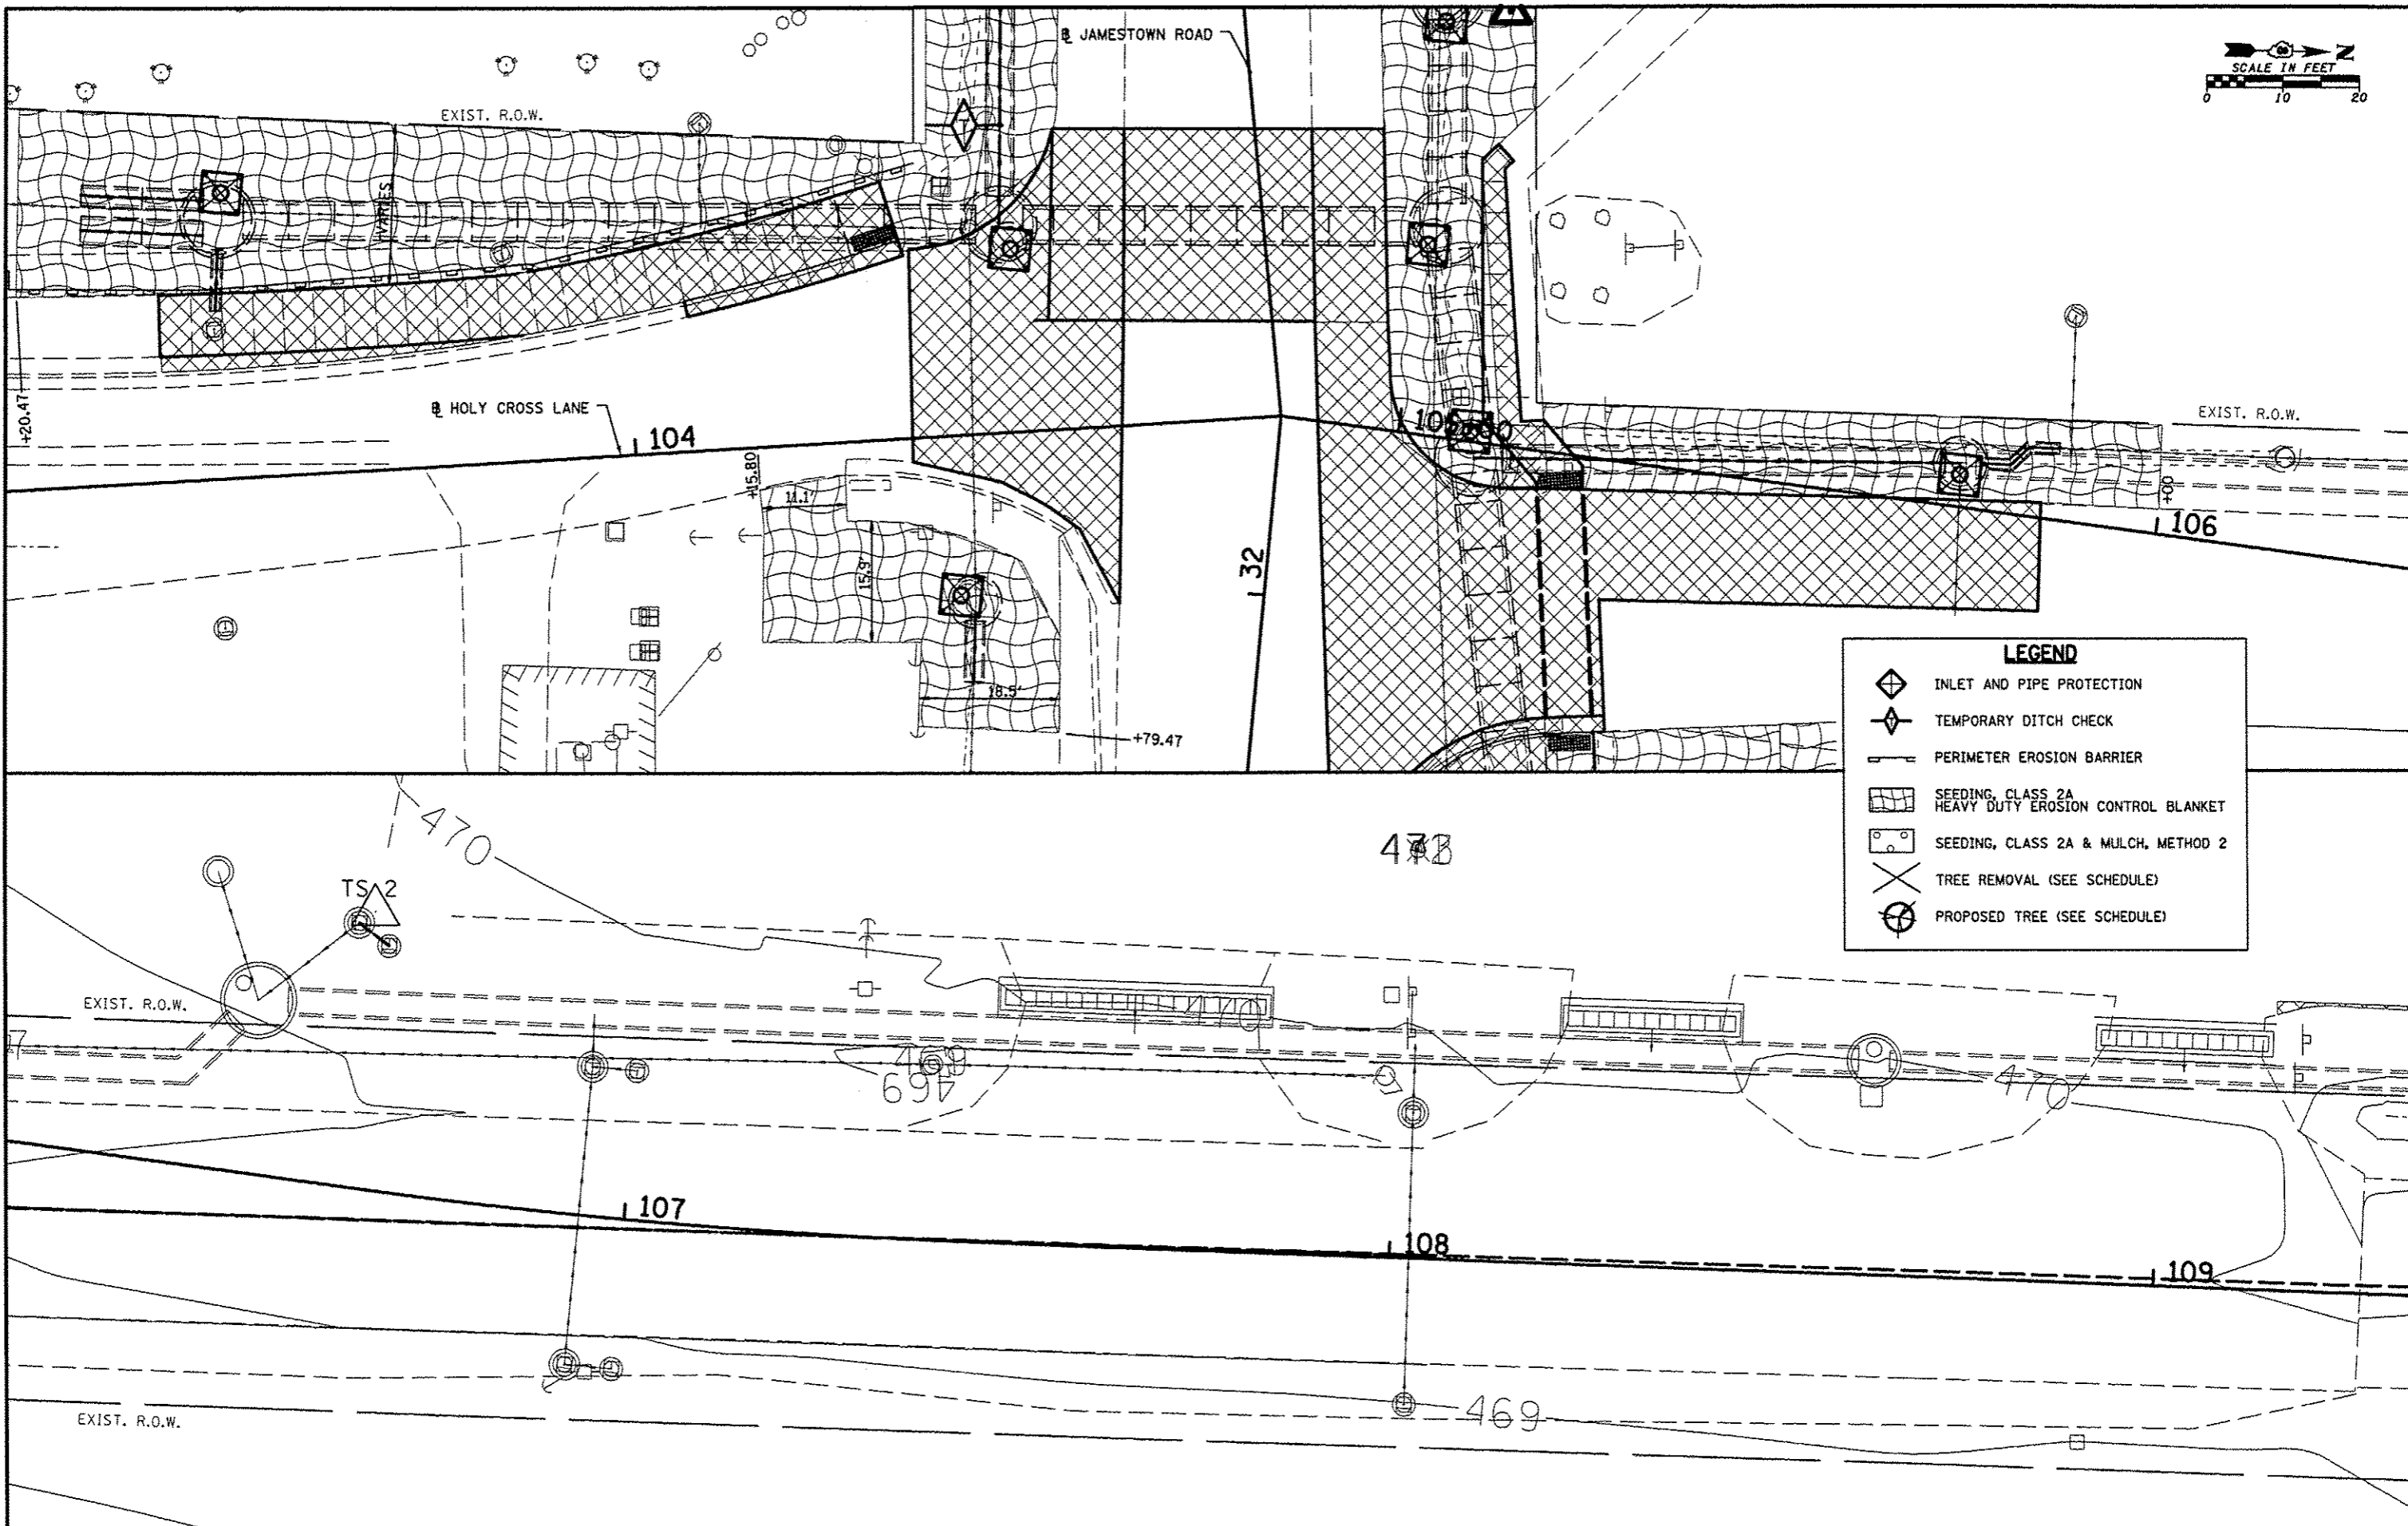 ℄ JAMESTOWN ROAD
N
SCALE IN FEET
0 10 20
EXIST. R.O.W.
VARIES
+20.47
℄ HOLY CROSS LANE
104
+15.80
11.1'
15.9'
18.5'
+79.47
32
EXIST. R.O.W.
+00
106
LEGEND
INLET AND PIPE PROTECTION
TEMPORARY DITCH CHECK
PERIMETER EROSION BARRIER
SEEDING, CLASS 2A
HEAVY DUTY EROSION CONTROL BLANKET
SEEDING, CLASS 2A & MULCH, METHOD 2
TREE REMOVAL (SEE SCHEDULE)
PROPOSED TREE (SEE SCHEDULE)
470
TS 2
EXIST. R.O.W.
470
469
470
107
108
109
469
EXIST. R.O.W.